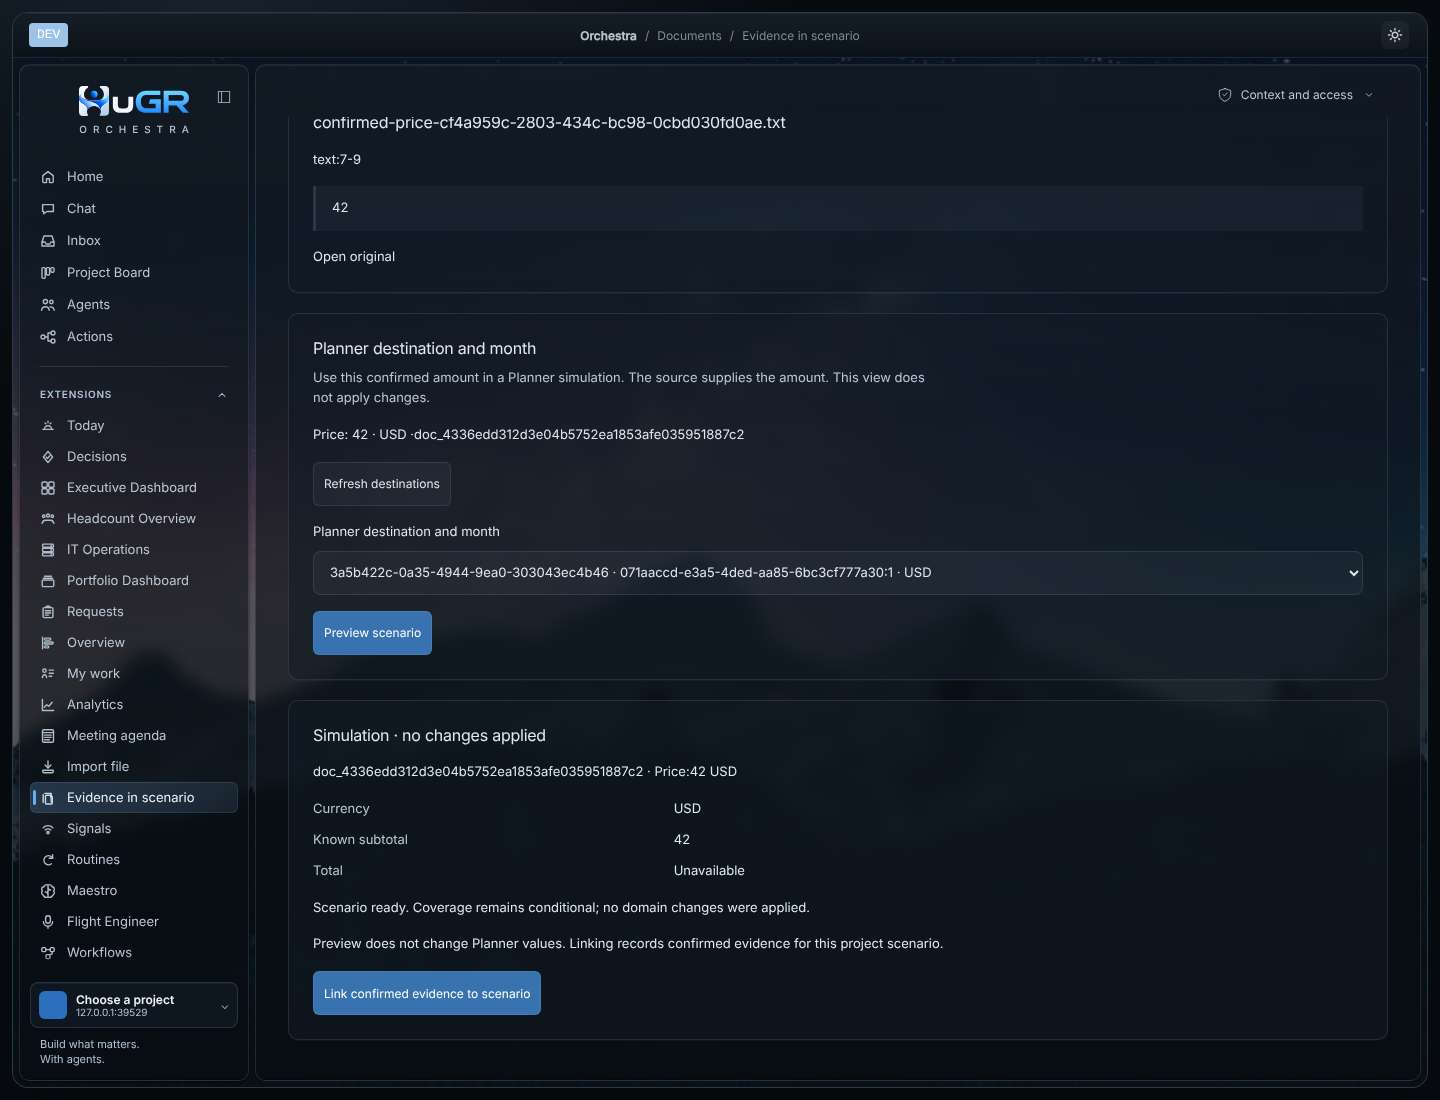 DEV
Orchestra / Documents / Evidence in scenario
HuGR
ORCHESTRA
Context and access
Home
Chat
Inbox
Project Board
Agents
Actions
EXTENSIONS
Today
Decisions
Executive Dashboard
Headcount Overview
IT Operations
Portfolio Dashboard
Requests
Overview
My work
Analytics
Meeting agenda
Import file
Evidence in scenario
Signals
Routines
Maestro
Flight Engineer
Workflows
Choose a project
127.0.0.1:39529
Build what matters.
With agents.
confirmed-price-cf4a959c-2803-434c-bc98-0cbd030fd0ae.txt
text:7-9
42
Open original
Planner destination and month
Use this confirmed amount in a Planner simulation. The source supplies the amount. This view does
not apply changes.
Price: 42 · USD ·doc_4336edd312d3e04b5752ea1853afe035951887c2
Refresh destinations
Planner destination and month
3a5b422c-0a35-4944-9ea0-303043ec4b46 · 071aaccd-e3a5-4ded-aa85-6bc3cf777a30:1 · USD
Preview scenario
Simulation · no changes applied
doc_4336edd312d3e04b5752ea1853afe035951887c2 · Price:42 USD
Currency USD
Known subtotal 42
Total Unavailable
Scenario ready. Coverage remains conditional; no domain changes were applied.
Preview does not change Planner values. Linking records confirmed evidence for this project scenario.
Link confirmed evidence to scenario